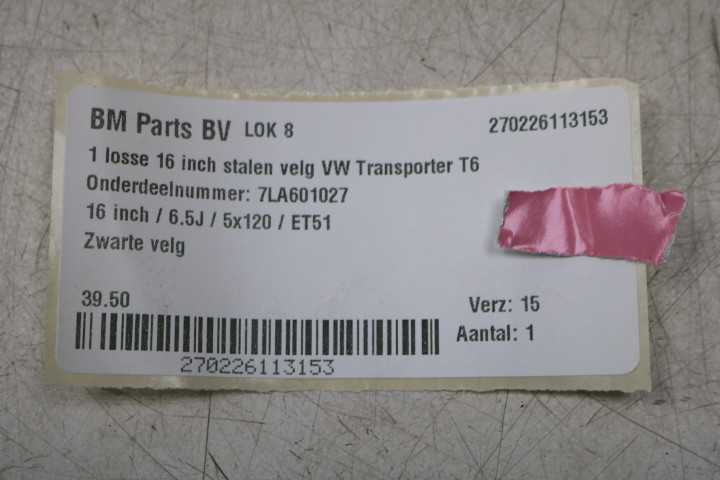 BM Parts BV LOK 8 270226113153
1 losse 16 inch stalen velg VW Transporter T6
Onderdeelnummer: 7LA601027
16 inch / 6.5J / 5x120 / ET51
Zwarte velg
39.50 Verz: 15
Aantal: 1
270226113153